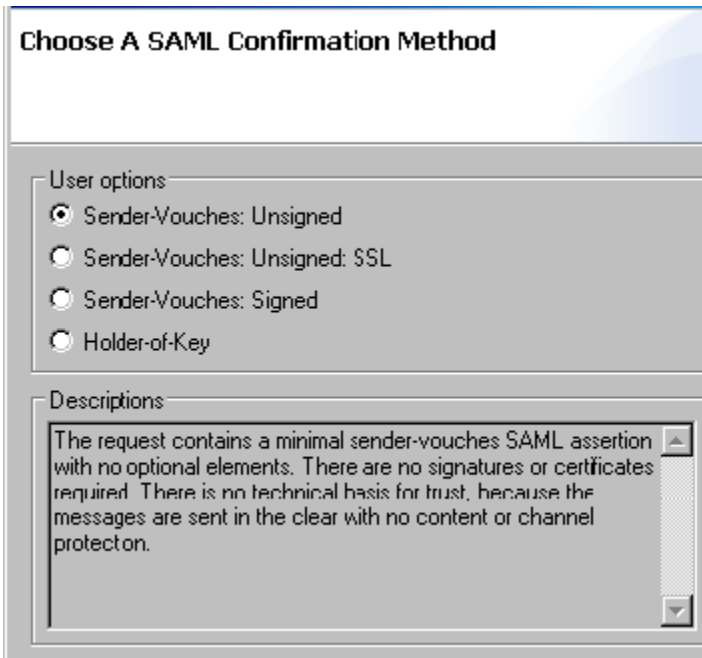 Choose A SAML Confirmation Method
User options
Sender-Vouches: Unsigned
Sender-Vouches: Unsigned: SSL
Sender-Vouches: Signed
Holder-of-Key
Descriptions
The request contains a minimal sender-vouches SAML assertion
with no optional elements. There are no signatures or certificates
required. There is no technical basis for trust, because the
messages are sent in the clear with no content or channel
protecton.